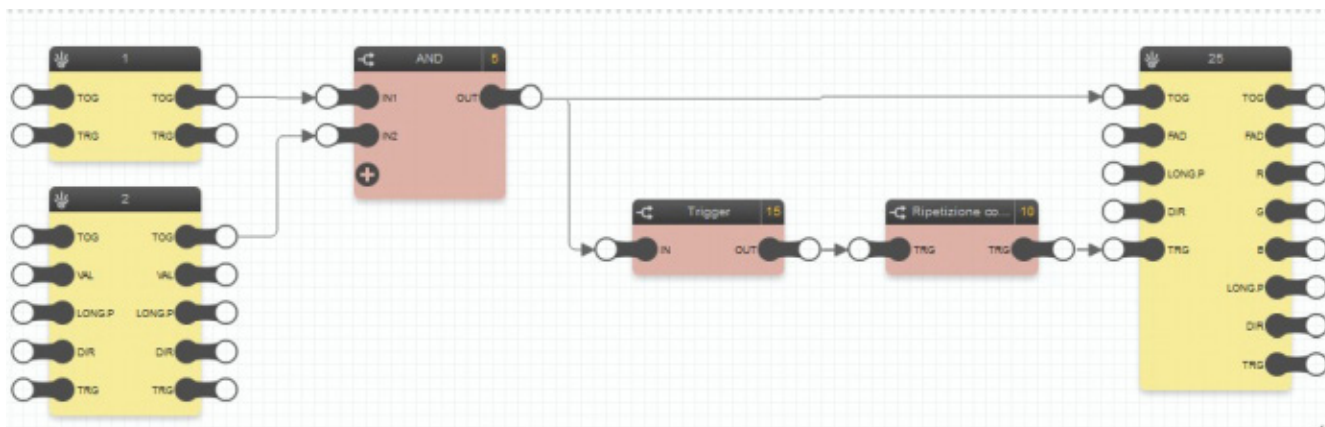 1
TOG TOG
TRG TRG
2
TOG TOG
VAL VAL
LONG.P LONG.P
DIR DIR
TRG TRG
AND 5
IN1 OUT
IN2
Trigger 15
IN OUT
Ripetizione co... 10
TRG TRG
25
TOG TOG
FAD FAD
LONG.P R
DIR G
TRG B
LONG.P
DIR
TRG